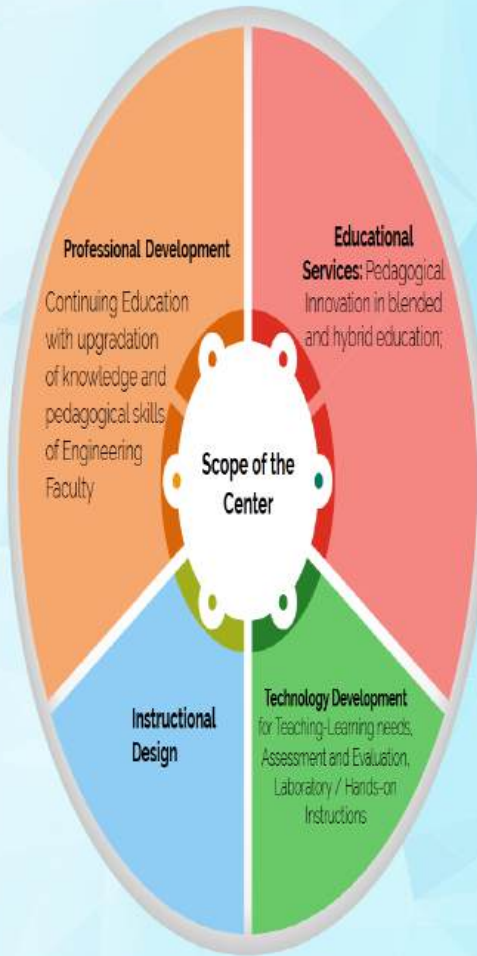 Professional Development
Continuing Education
with upgradation
of knowledge and
pedagogical skills
of Engineering
Faculty
Educational
Services: Pedagogical
Innovation in blended
and hybrid education;
Scope of the
Center
Instructional
Design
Technology Development
for Teaching-Learning needs,
Assessment and Evaluation,
Laboratory / Hands-on
Instructions